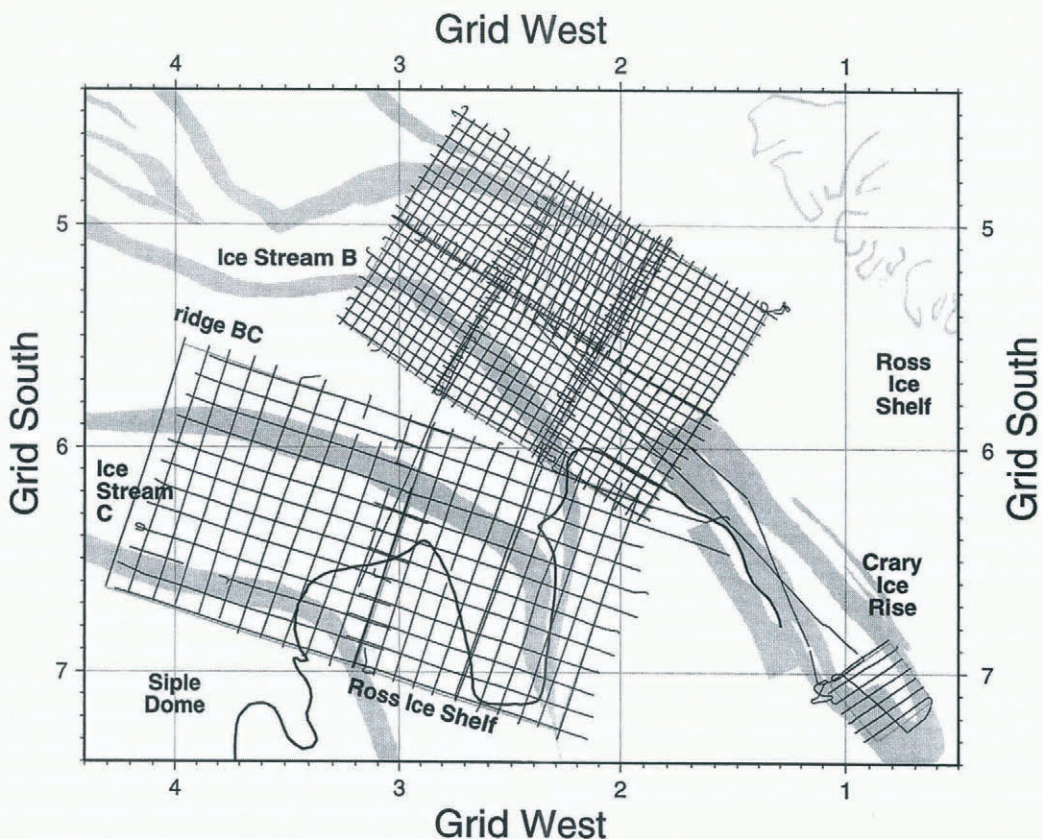 Grid West
4 3 2 1
5 5
Ice Stream B
ridge BC
Ross
Ice
Shelf
Grid South
Grid South
6 6
Ice
Stream
C
Crary
Ice
Rise
7 7
Siple
Dome
Ross Ice Shelf
4 3 2 1
Grid West